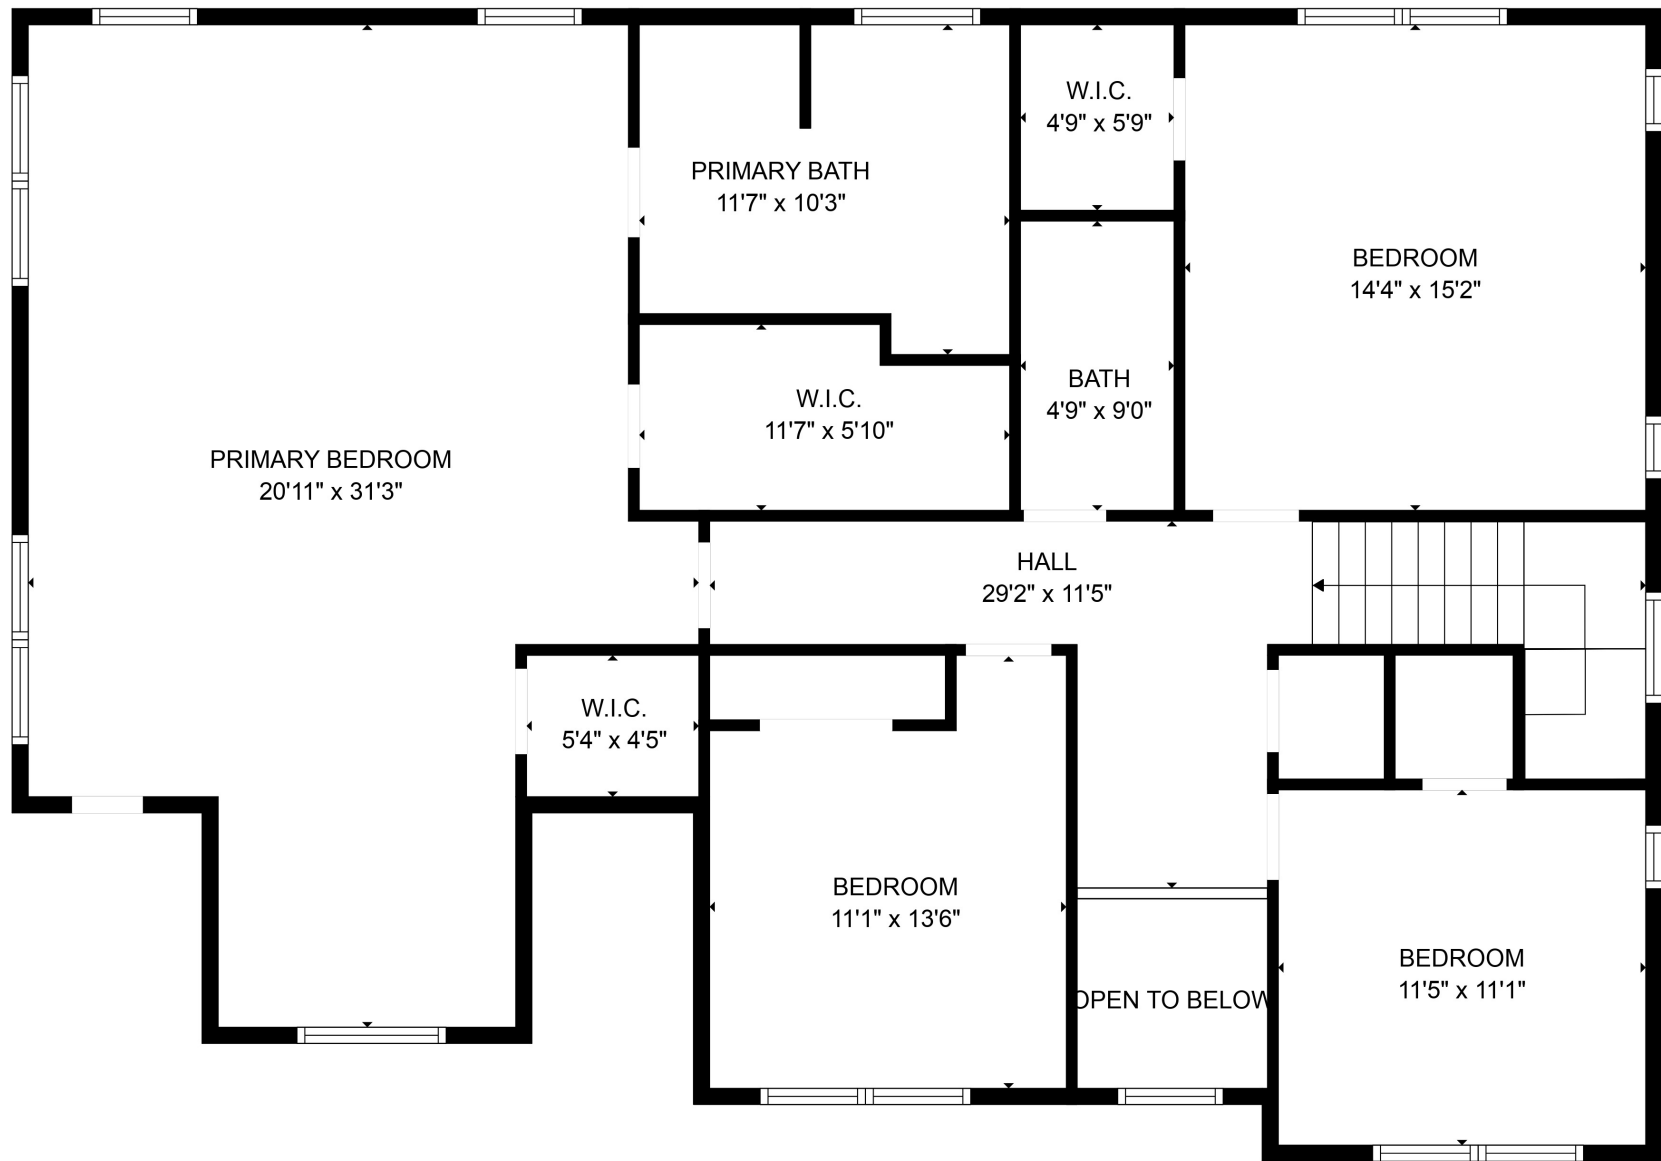 W.I.C.
4'9" x 5'9"
PRIMARY BATH
11'7" x 10'3"
BEDROOM
14'4" x 15'2"
BATH
4'9" x 9'0"
W.I.C.
11'7" x 5'10"
PRIMARY BEDROOM
20'11" x 31'3"
HALL
29'2" x 11'5"
W.I.C.
5'4" x 4'5"
BEDROOM
11'1" x 13'6"
BEDROOM
11'5" x 11'1"
OPEN TO BELOW